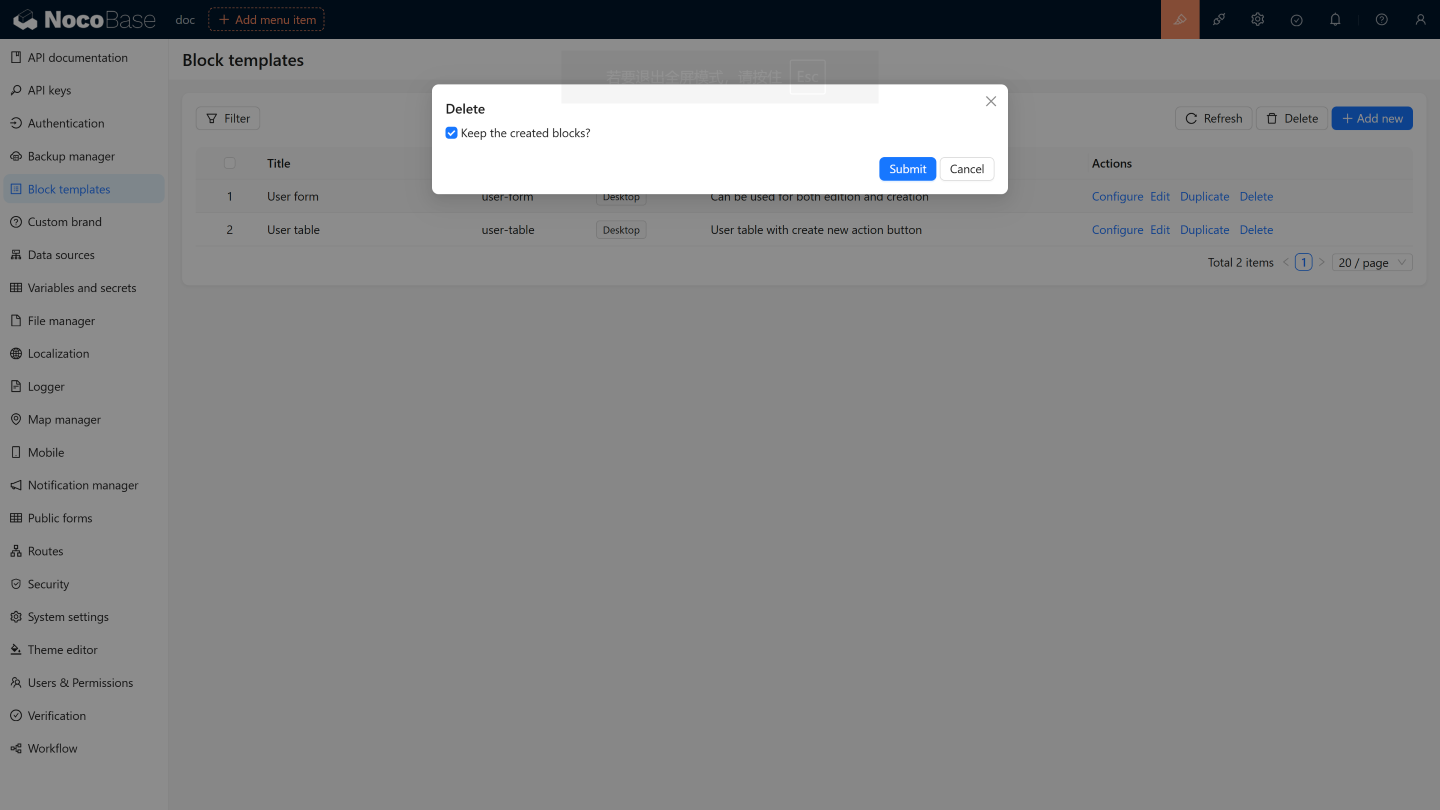 NocoBase doc + Add menu item
API documentation
API keys
Authentication
Backup manager
Block templates
Custom brand
Data sources
Variables and secrets
File manager
Localization
Logger
Map manager
Mobile
Notification manager
Public forms
Routes
Security
System settings
Theme editor
Users & Permissions
Verification
Workflow
Block templates
若要退出全屏模式，请按住 Esc
Delete
Keep the created blocks?
Submit Cancel
Filter Refresh Delete + Add new
Title Actions
1 User form user-form Desktop Can be used for both edition and creation Configure Edit Duplicate Delete
2 User table user-table Desktop User table with create new action button Configure Edit Duplicate Delete
Total 2 items 1 20 / page